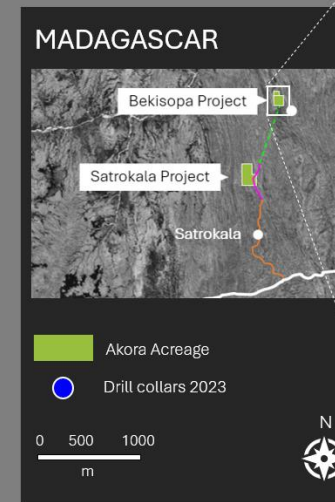 MADAGASCAR
Bekisopa Project
Satrokala Project
Satrokala
Akora Acreage
Drill collars 2023
0 500 1000
m
N